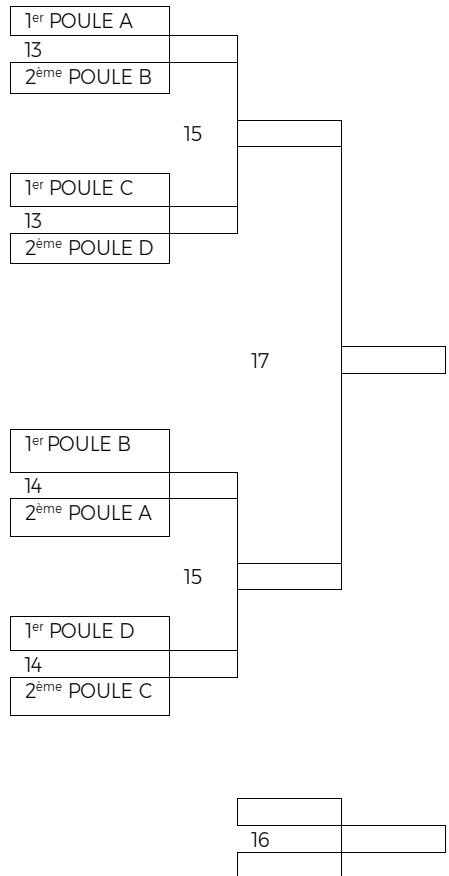 1er POULE A
13
2ème POULE B
15
1er POULE C
13
2ème POULE D
17
1er POULE B
14
2ème POULE A
15
1er POULE D
14
2ème POULE C
16